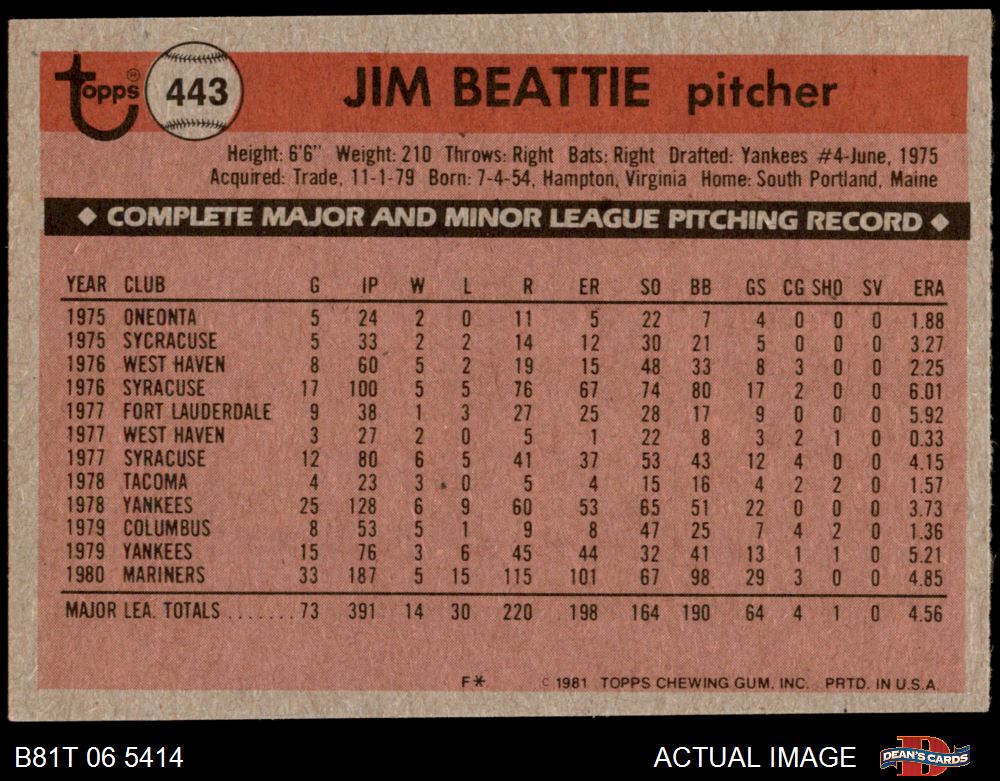 Topps® 443 JIM BEATTIE pitcher
Height: 6'6" Weight: 210 Throws: Right Bats: Right Drafted: Yankees #4-June, 1975
Acquired: Trade, 11-1-79 Born: 7-4-54, Hampton, Virginia Home: South Portland, Maine
◆ COMPLETE MAJOR AND MINOR LEAGUE PITCHING RECORD ◆
YEAR CLUB G IP W L R ER SO BB GS CG SHO SV ERA
1975 ONEONTA 5 24 2 0 11 5 22 7 4 0 0 0 1.88
1975 SYCRACUSE 5 33 2 2 14 12 30 21 5 0 0 0 3.27
1976 WEST HAVEN 8 60 5 2 19 15 48 33 8 3 0 0 2.25
1976 SYRACUSE 17 100 5 5 76 67 74 80 17 2 0 0 6.01
1977 FORT LAUDERDALE 9 38 1 3 27 25 28 17 9 0 0 0 5.92
1977 WEST HAVEN 3 27 2 0 5 1 22 8 3 2 1 0 0.33
1977 SYRACUSE 12 80 6 5 41 37 53 43 12 4 0 0 4.15
1978 TACOMA 4 23 3 0 5 4 15 16 4 2 2 0 1.57
1978 YANKEES 25 128 6 9 60 53 65 51 22 0 0 0 3.73
1979 COLUMBUS 8 53 5 1 9 8 47 25 7 4 2 0 1.36
1979 YANKEES 15 76 3 6 45 44 32 41 13 1 1 0 5.21
1980 MARINERS 33 187 5 15 115 101 67 98 29 3 0 0 4.85
MAJOR LEA. TOTALS ....... 73 391 14 30 220 198 164 190 64 4 1 0 4.56
F* © 1981 TOPPS CHEWING GUM, INC. PRTD. IN U.S.A.
B81T 06 5414 ACTUAL IMAGE DEAN'S CARDS